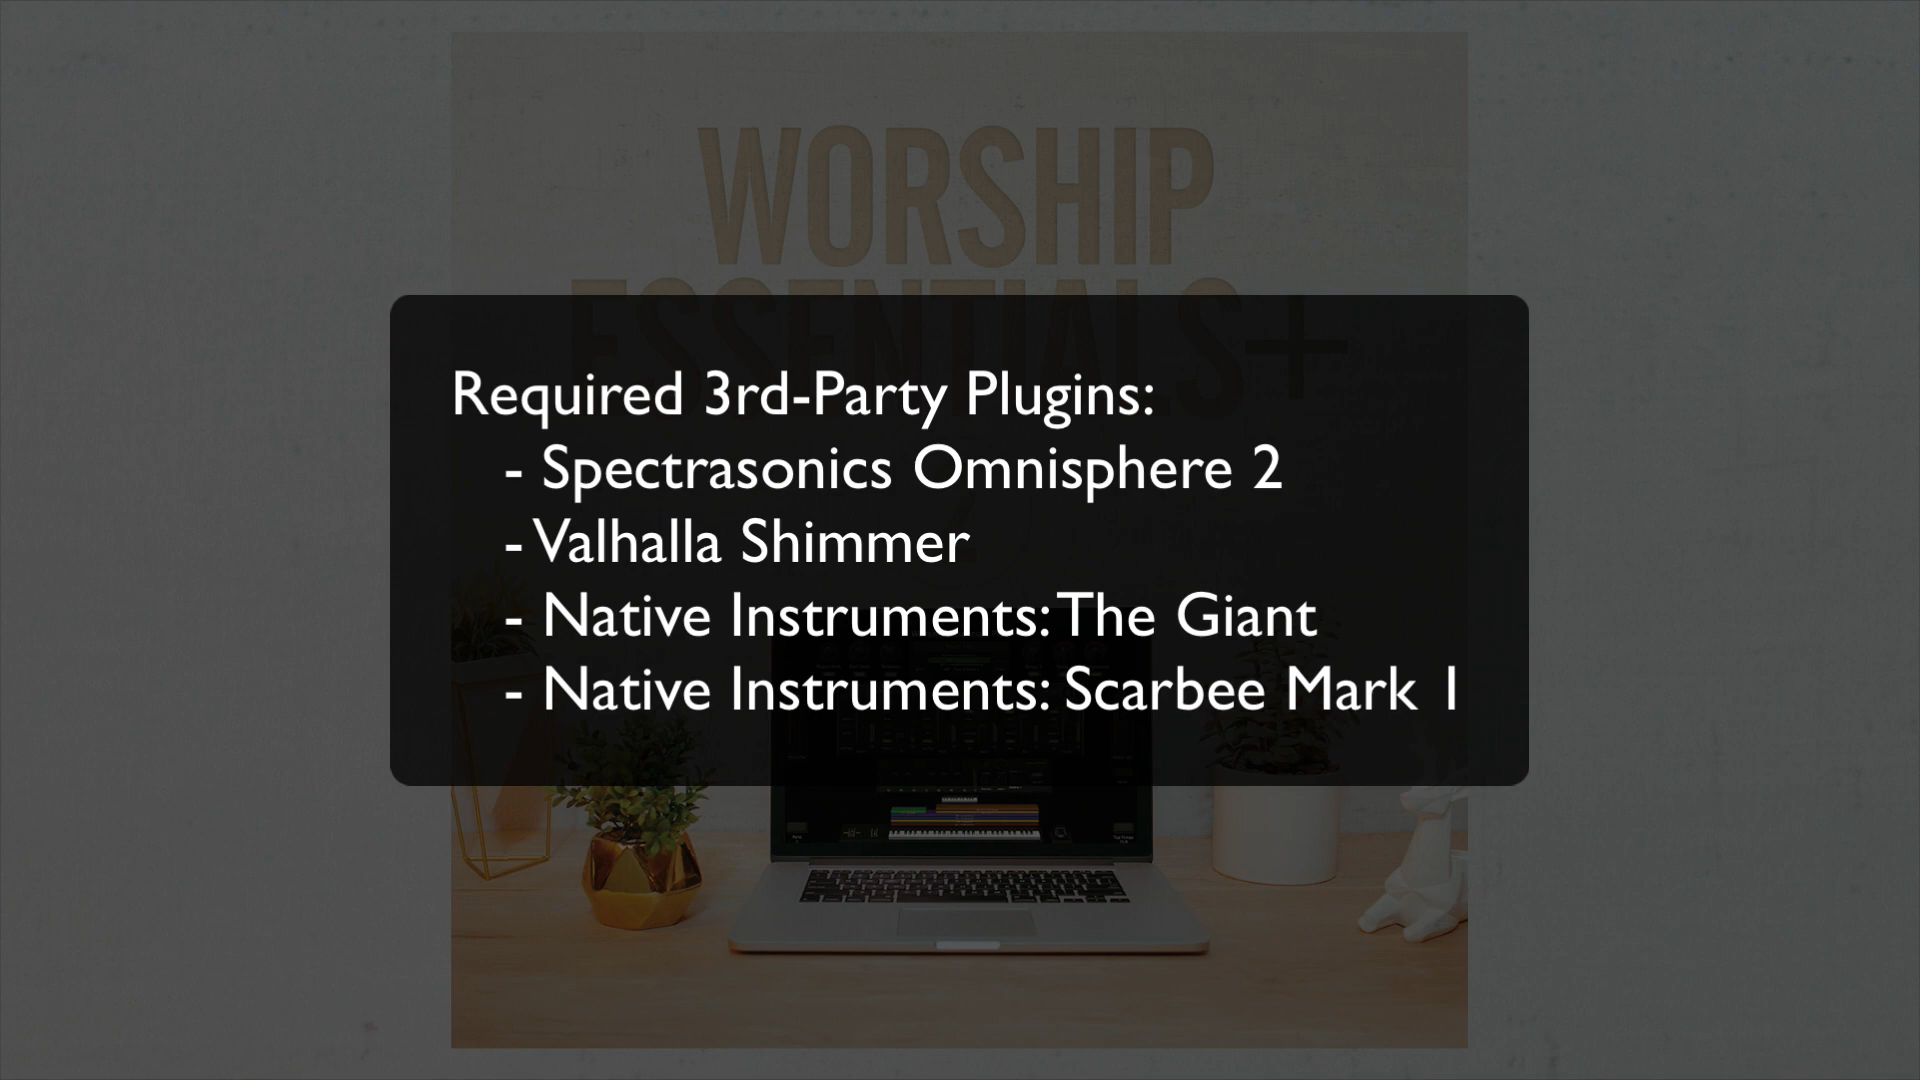 WORSHIP
ESSENTIALS+
Required 3rd-Party Plugins:
- Spectrasonics Omnisphere 2
- Valhalla Shimmer
- Native Instruments: The Giant
- Native Instruments: Scarbee Mark 1